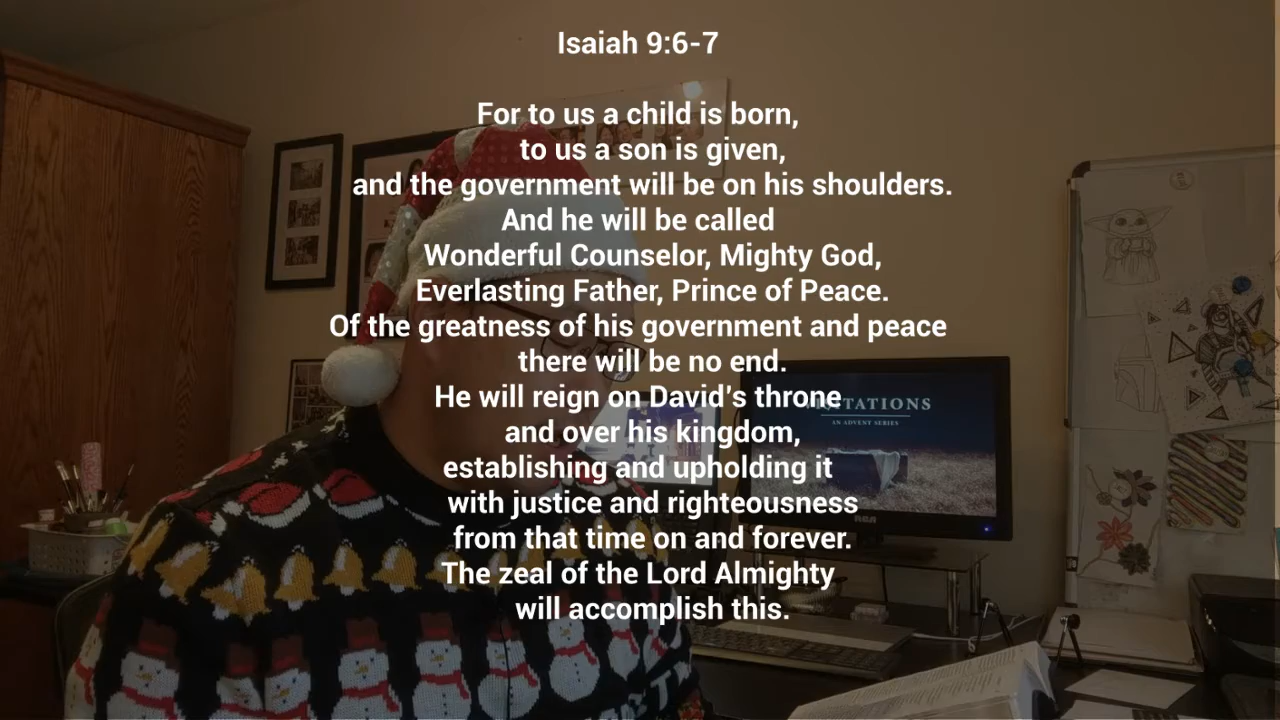 Isaiah 9:6-7
For to us a child is born,
to us a son is given,
and the government will be on his shoulders.
And he will be called
Wonderful Counselor, Mighty God,
Everlasting Father, Prince of Peace.
Of the greatness of his government and peace
there will be no end.
He will reign on David's throne
and over his kingdom,
establishing and upholding it
with justice and righteousness
from that time on and forever.
The zeal of the Lord Almighty
will accomplish this.
AN ADVENT SERIES
RCA